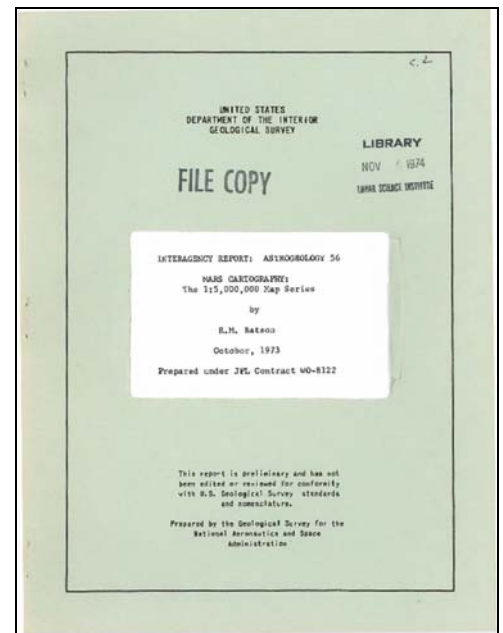 c.2
UNITED STATES
DEPARTMENT OF THE INTERIOR
GEOLOGICAL SURVEY
LIBRARY
NOV 1974
LUNAR SCIENCE INSTITUTE
FILE COPY
INTERAGENCY REPORT: ASTROGEOLOGY 56
MARS CARTOGRAPHY:
The 1:5,000,000 Map Series
by
R.M. Batson
October, 1973
Prepared under JPL Contract WO-8122
This report is preliminary and has not
been edited or reviewed for conformity
with U.S. Geological Survey standards
and nomenclature.
Prepared by the Geological Survey for the
National Aeronautics and Space
Administration